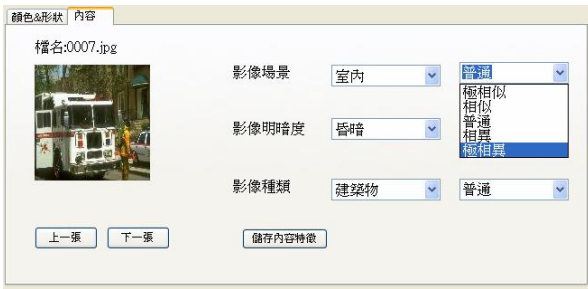 顏色&形狀 內容
檔名:0007.jpg
影像場景 室內 普通
極相似
相似
普通
相異
極相異
影像明暗度 昏暗
影像種類 建築物 普通
上一張 下一張 儲存內容特徵